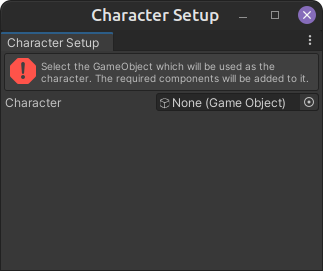 Character Setup
Character Setup
Select the GameObject which will be used as the
character. The required components will be added to it.
Character
None (Game Object)